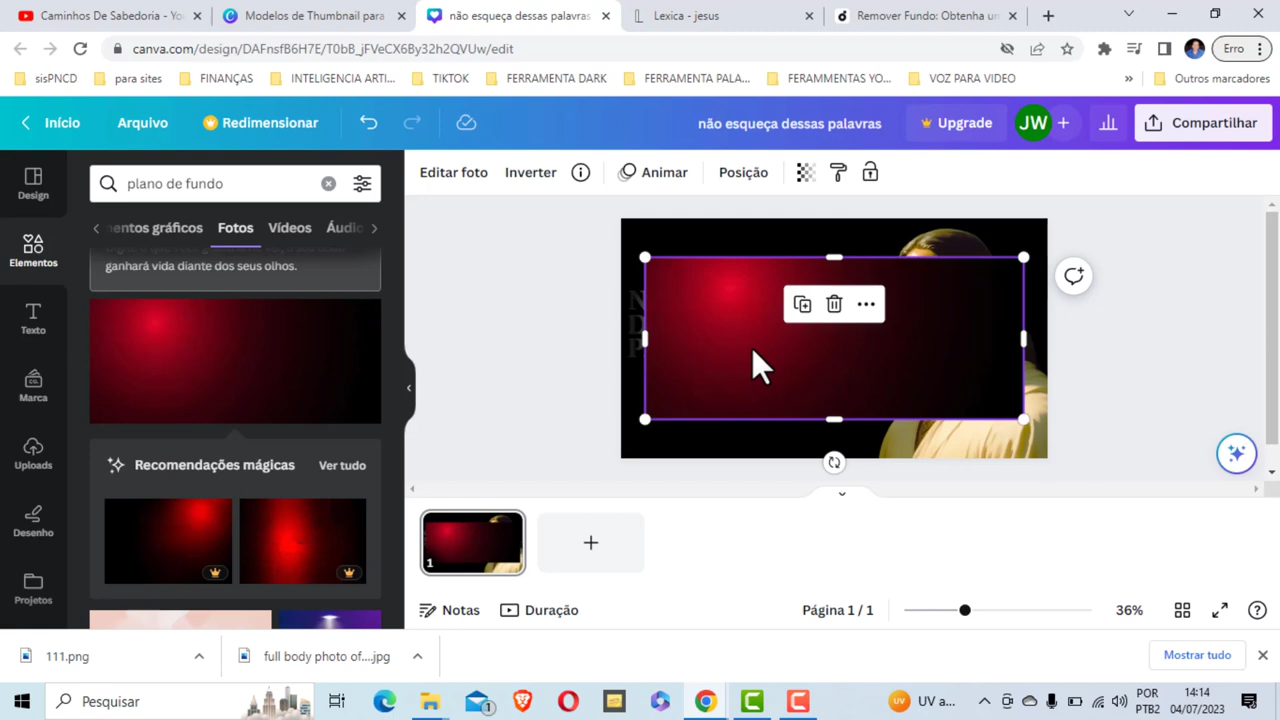 Caminhos De Sabedoria - Yo
Modelos de Thumbnail para
não esqueça dessas palavras
Lexica - jesus
Remover Fundo: Obtenha um
canva.com/design/DAFnsfB6H7E/T0bB_jFVeCX6By32h2QVUw/edit
Erro
sisPNCD
para sites
FINANÇAS
INTELIGENCIA ARTI...
TIKTOK
FERRAMENTA DARK
FERRAMENTA PALA...
FERAMMENTAS YO...
VOZ PARA VIDEO
»
Outros marcadores
Início
Arquivo
Redimensionar
não esqueça dessas palavras
Upgrade
JW
Compartilhar
plano de fundo
Editar foto
Inverter
Animar
Posição
Design
Elementos
Texto
Marca
Uploads
Desenho
Projetos
nentos gráficos
Fotos
Vídeos
Áudio
ganhará vida diante dos seus olhos.
Recomendações mágicas
Ver tudo
N
D
P
1
Notas
Duração
Página 1 / 1
36%
111.png
full body photo of....jpg
Mostrar tudo
Pesquisar
1
UV
UV a...
POR
PTB2
14:14
04/07/2023